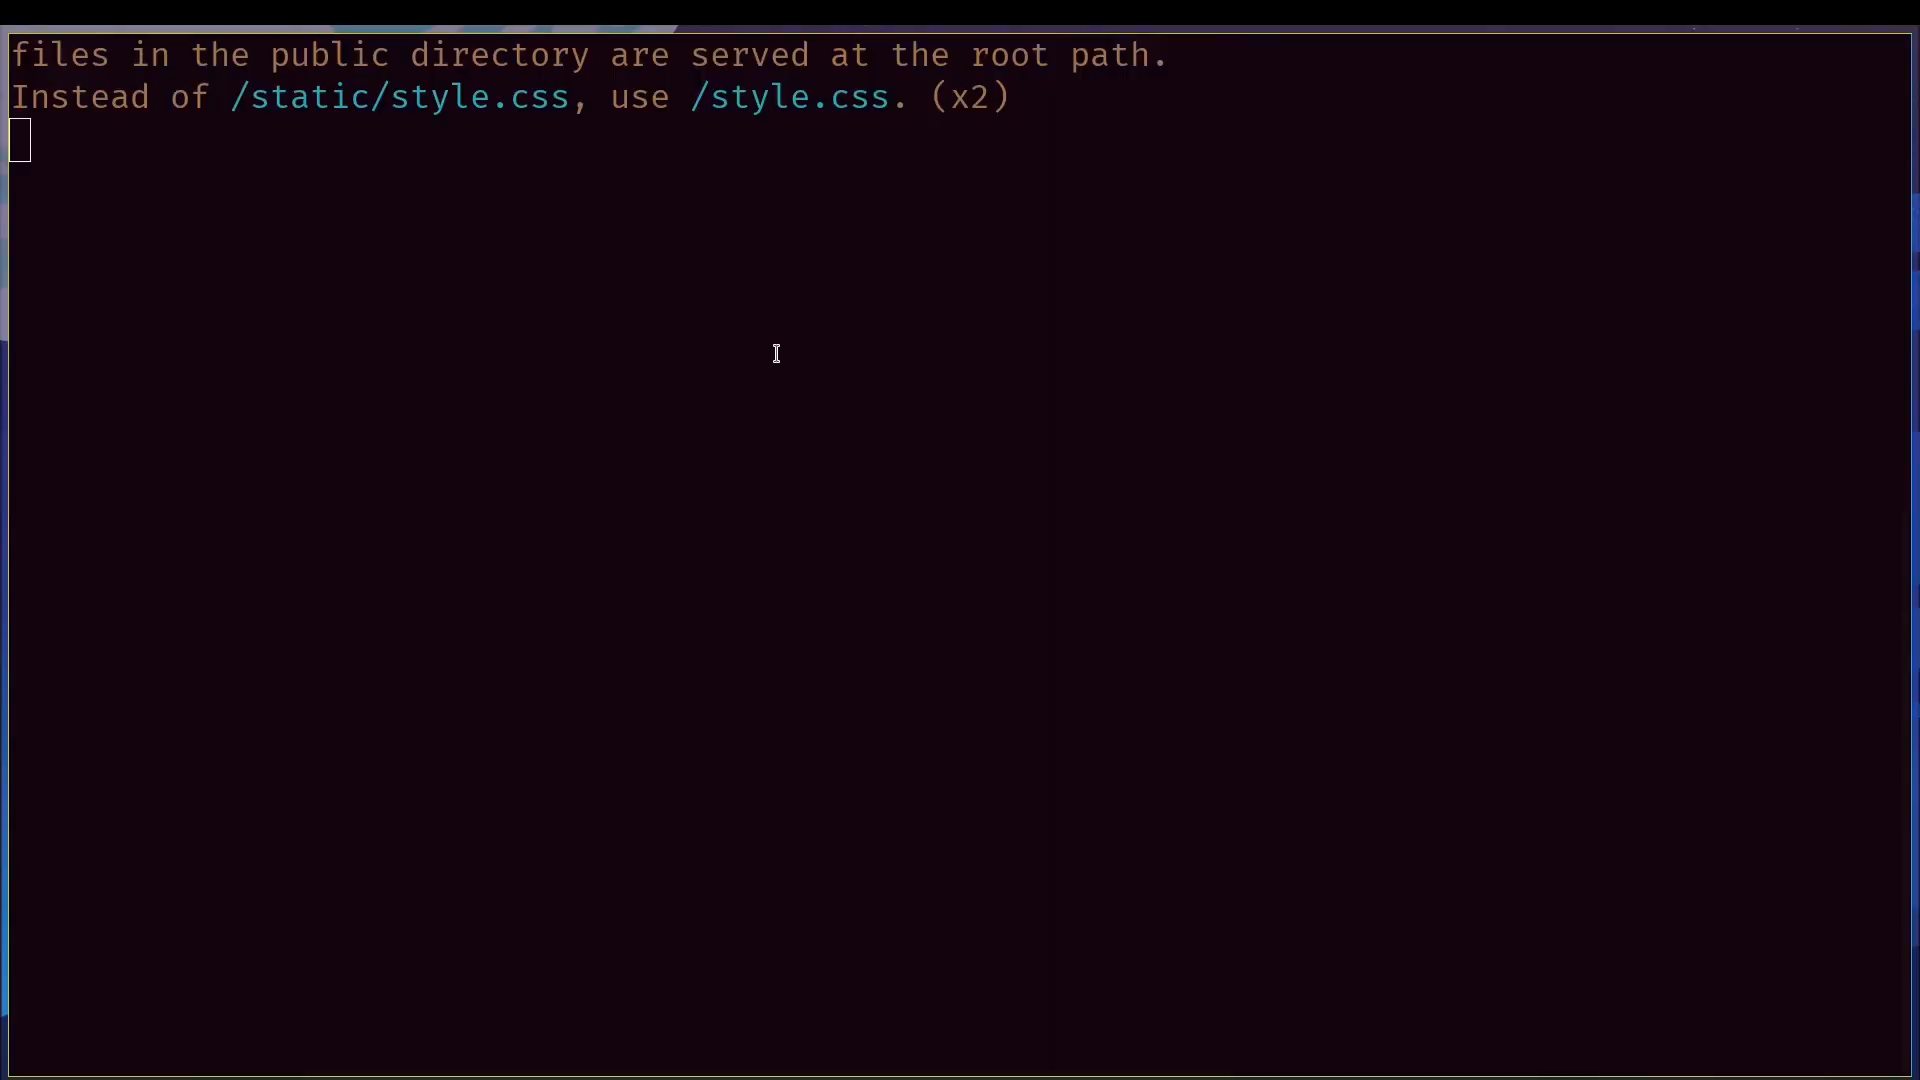 files in the public directory are served at the root path.
Instead of /static/style.css, use /style.css. (x2)